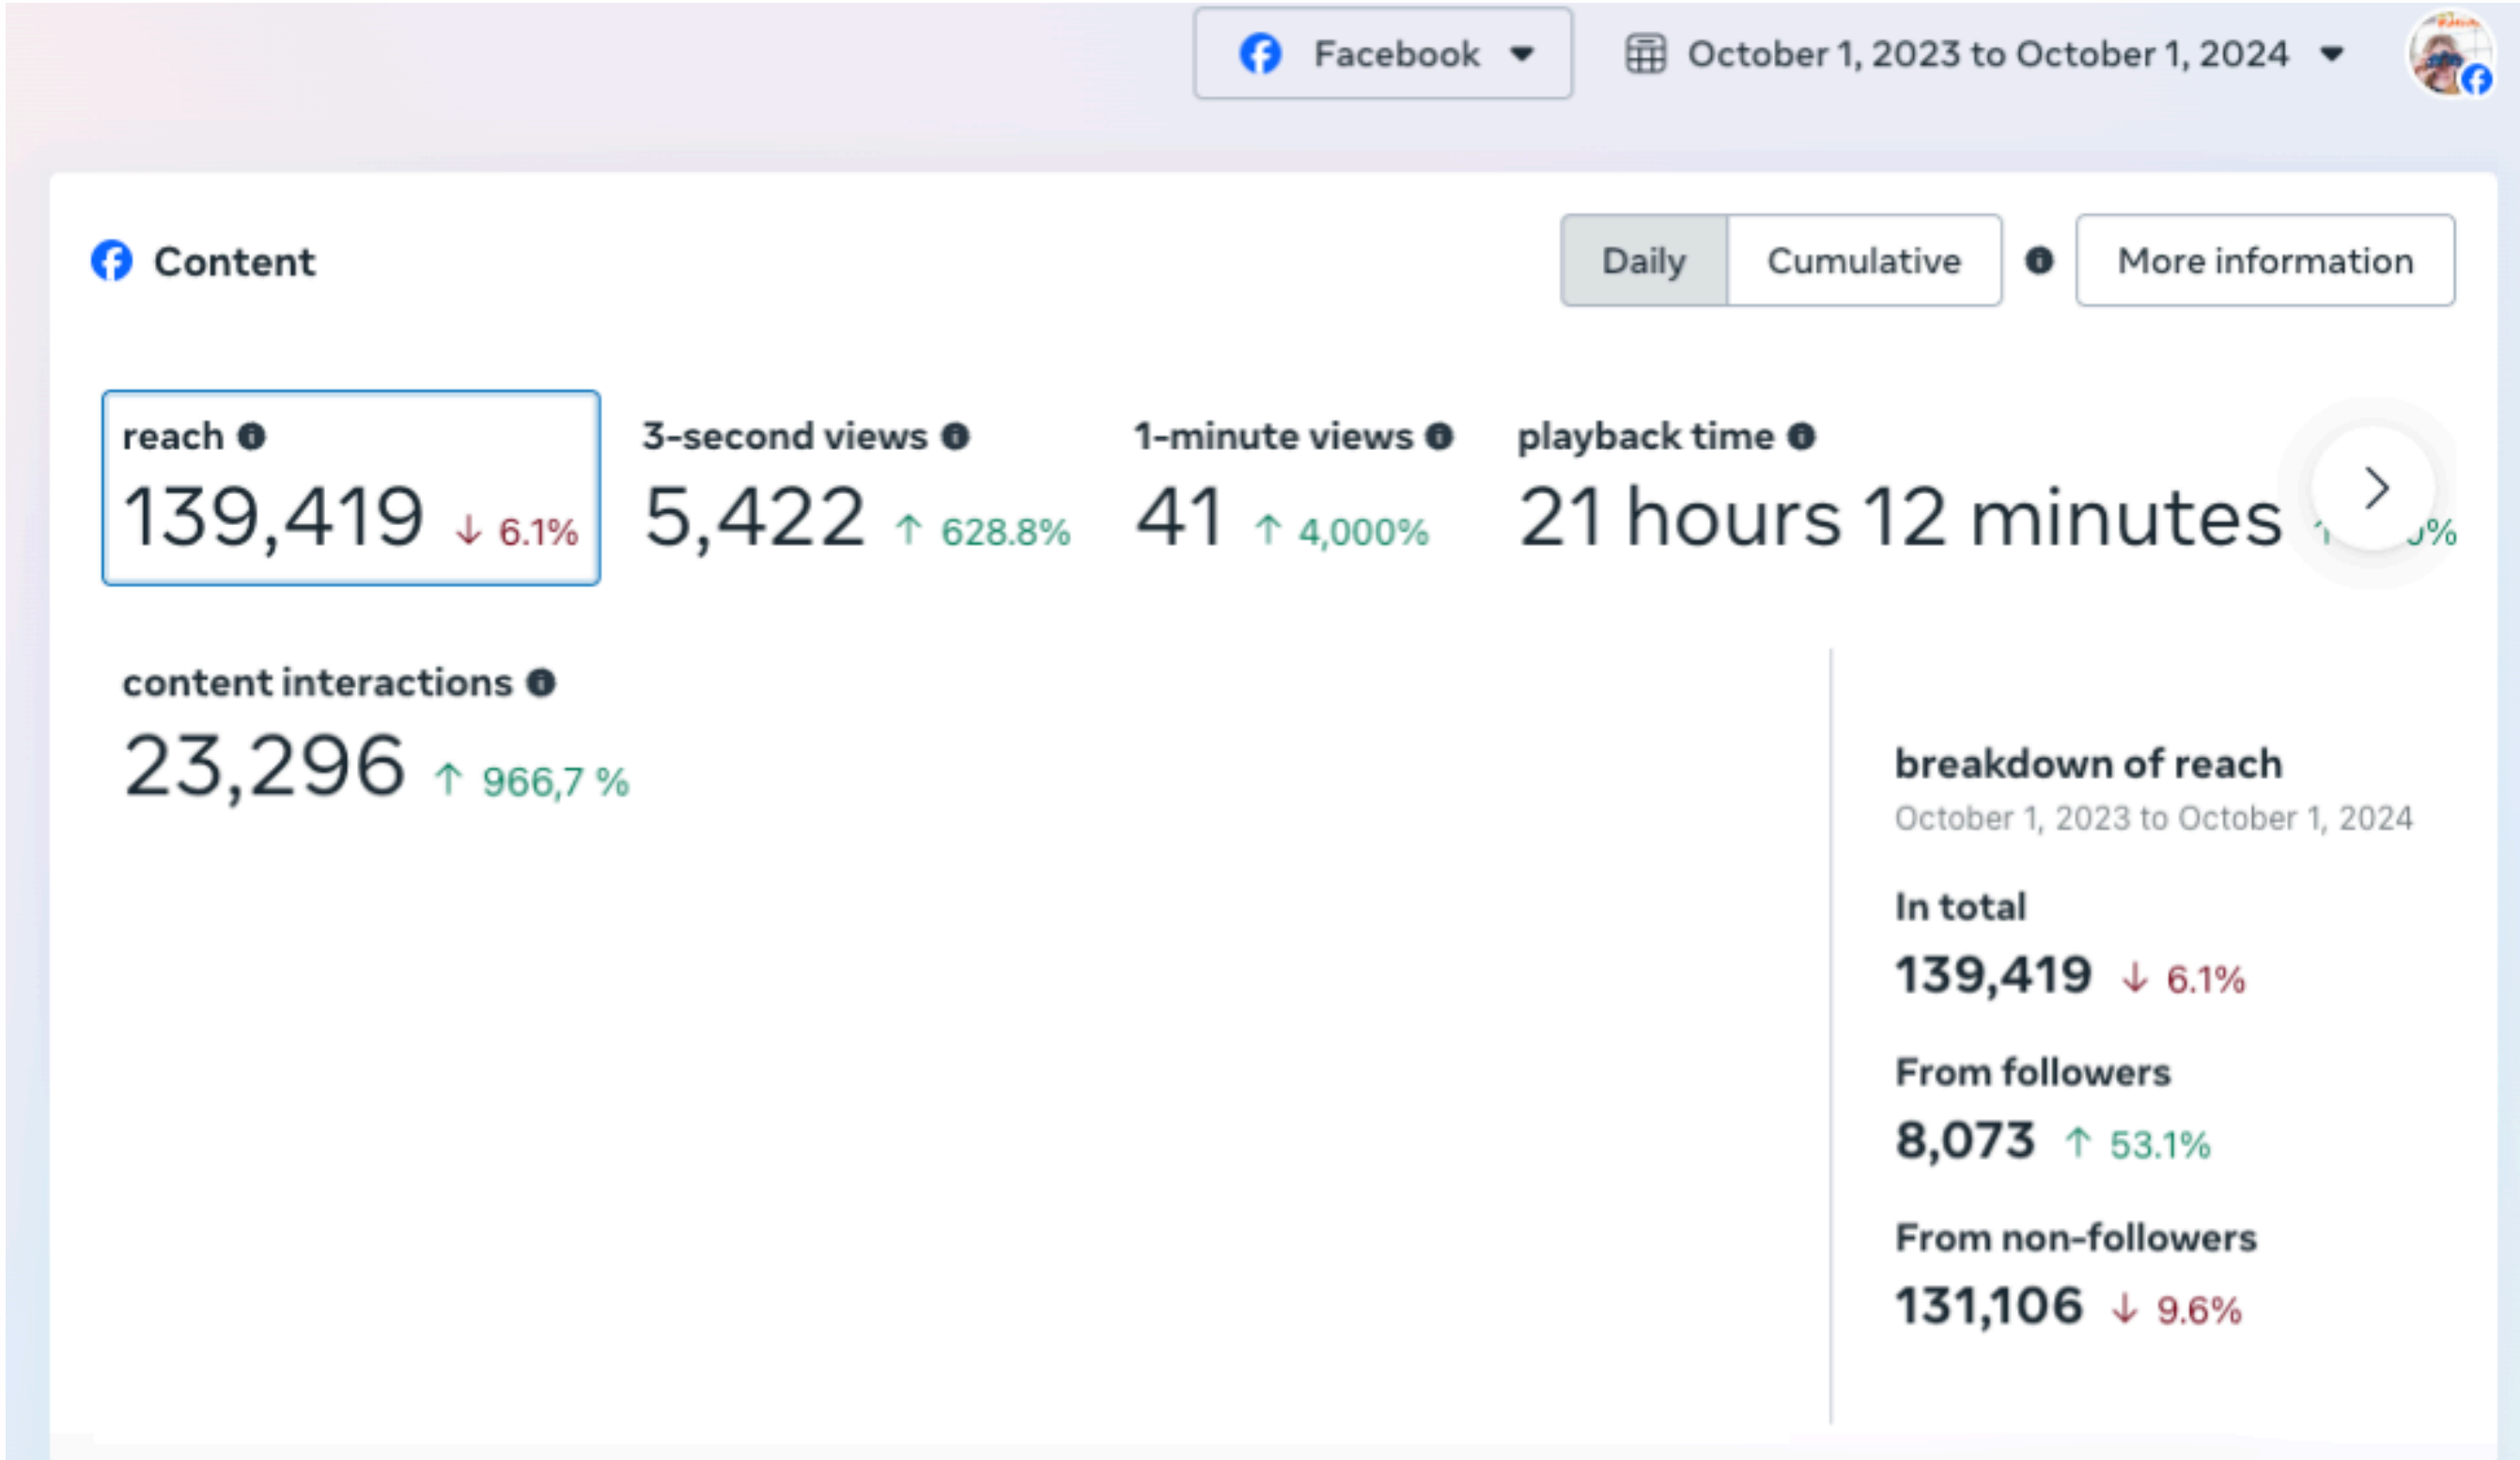 Facebook
October 1, 2023 to October 1, 2024
Content
Daily
Cumulative
More information
reach
139,419 ↓ 6.1%
3-second views
5,422 ↑ 628.8%
1-minute views
41 ↑ 4,000%
playback time
21 hours 12 minutes
content interactions
23,296 ↑ 966,7 %
breakdown of reach
October 1, 2023 to October 1, 2024
In total
139,419 ↓ 6.1%
From followers
8,073 ↑ 53.1%
From non-followers
131,106 ↓ 9.6%